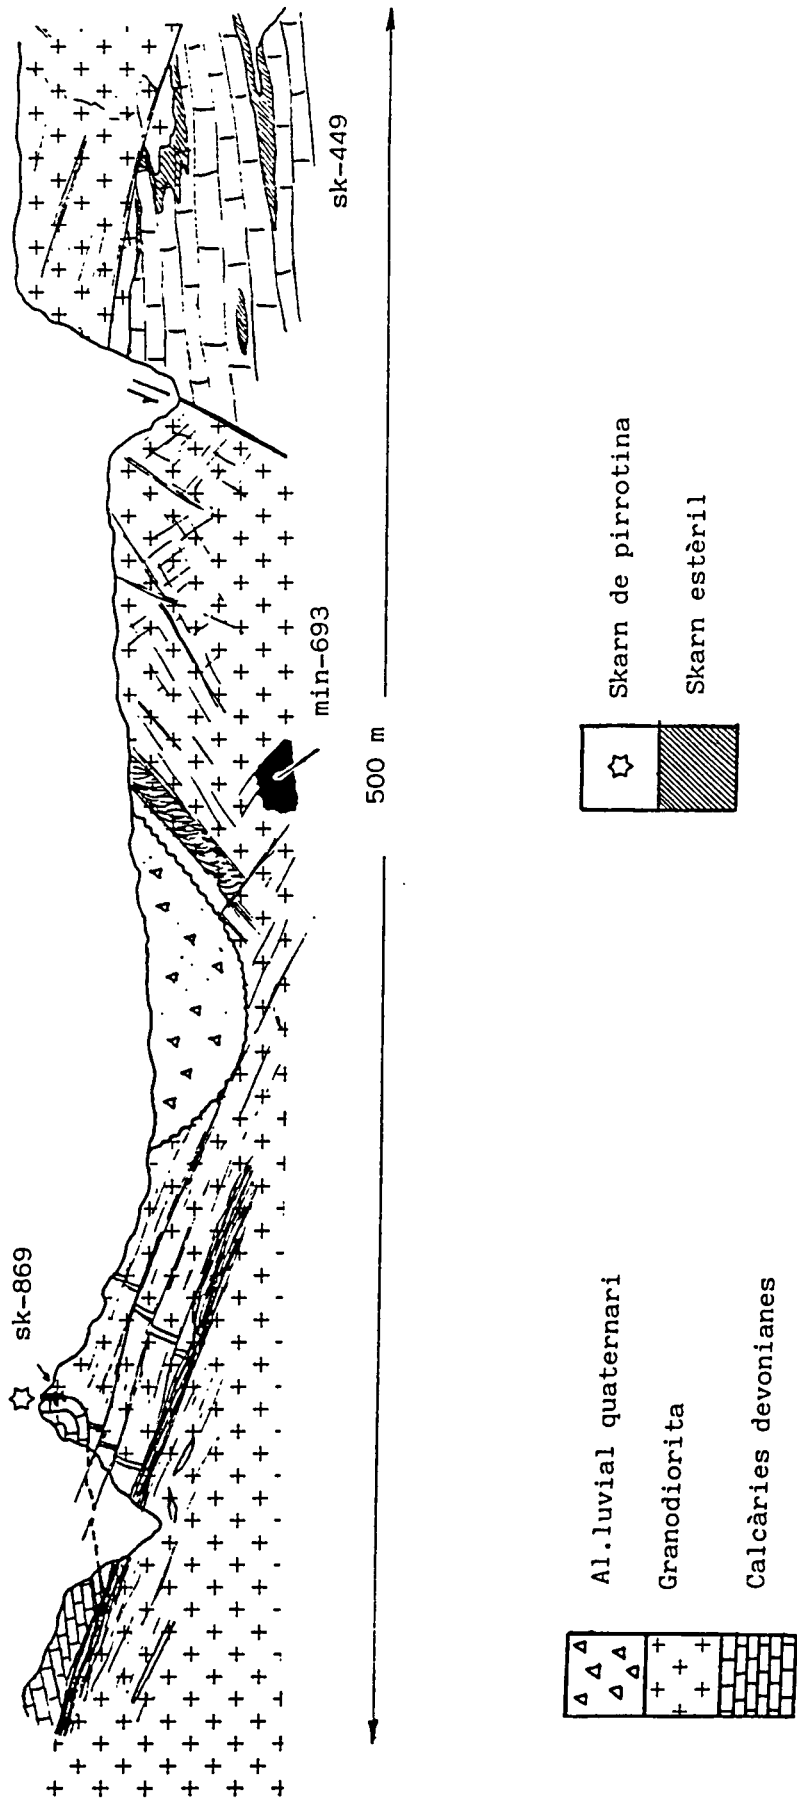 sk-869
min-693
sk-449
500 m
Al.luvial quaternari
Granodiorita
Calcàries devonianes
Skarn de pirrotina
Skarn estèril